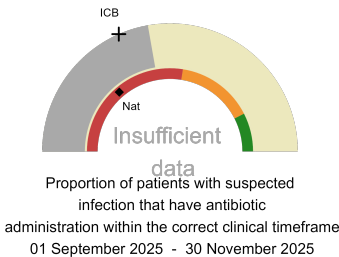 ICB
Nat
Insufficient
data
Proportion of patients with suspected
infection that have antibiotic
administration within the correct clinical timeframe
01 September 2025 - 30 November 2025